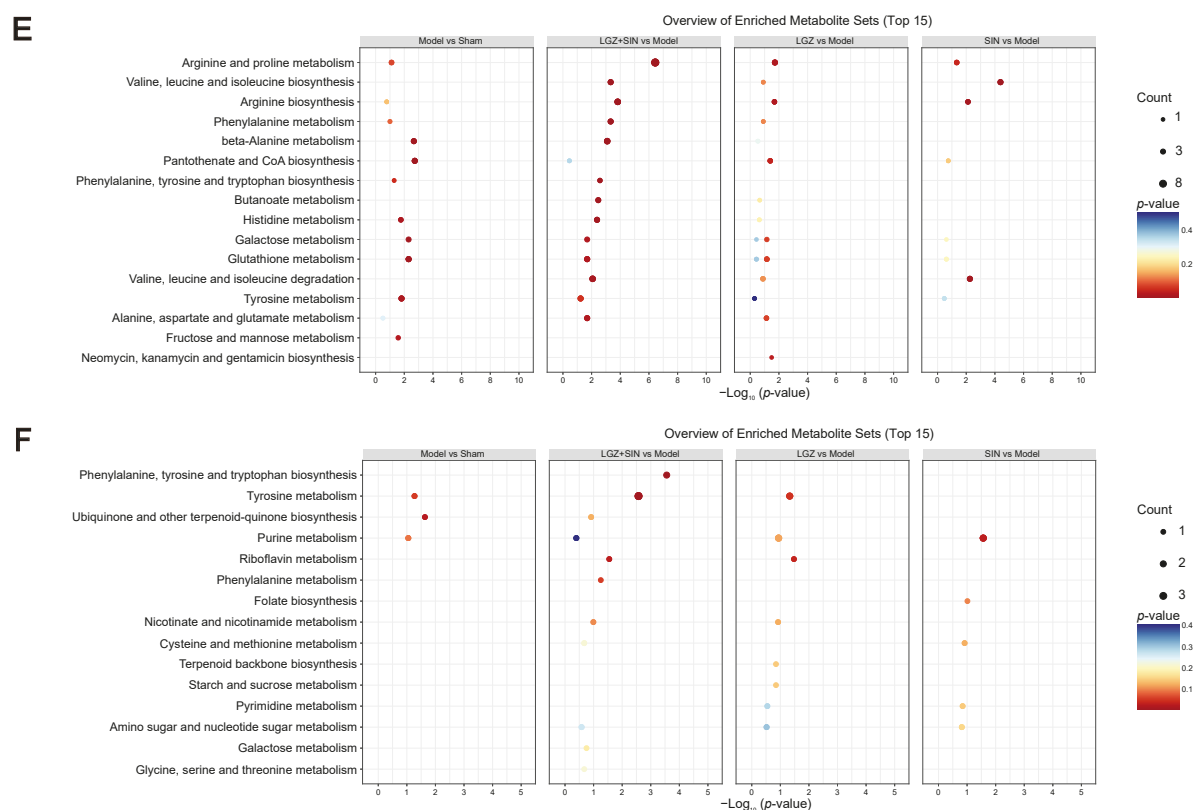 E
Overview of Enriched Metabolite Sets (Top 15)
Model vs Sham
LGZ+SIN vs Model
LGZ vs Model
SIN vs Model
Arginine and proline metabolism
Valine, leucine and isoleucine biosynthesis
Arginine biosynthesis
Phenylalanine metabolism
beta-Alanine metabolism
Pantothenate and CoA biosynthesis
Phenylalanine, tyrosine and tryptophan biosynthesis
Butanoate metabolism
Histidine metabolism
Galactose metabolism
Glutathione metabolism
Valine, leucine and isoleucine degradation
Tyrosine metabolism
Alanine, aspartate and glutamate metabolism
Fructose and mannose metabolism
Neomycin, kanamycin and gentamicin biosynthesis
0 2 4 6 8 10
0 2 4 6 8 10
0 2 4 6 8 10
0 2 4 6 8 10
−Log₁₀ (p-value)
Count
1
3
8
p-value
0.4
0.2
F
Overview of Enriched Metabolite Sets (Top 15)
Model vs Sham
LGZ+SIN vs Model
LGZ vs Model
SIN vs Model
Phenylalanine, tyrosine and tryptophan biosynthesis
Tyrosine metabolism
Ubiquinone and other terpenoid-quinone biosynthesis
Purine metabolism
Riboflavin metabolism
Phenylalanine metabolism
Folate biosynthesis
Nicotinate and nicotinamide metabolism
Cysteine and methionine metabolism
Terpenoid backbone biosynthesis
Starch and sucrose metabolism
Pyrimidine metabolism
Amino sugar and nucleotide sugar metabolism
Galactose metabolism
Glycine, serine and threonine metabolism
0 1 2 3 4 5
0 1 2 3 4 5
0 1 2 3 4 5
0 1 2 3 4 5
−Log₁₀ (p-value)
Count
1
2
3
p-value
0.4
0.3
0.2
0.1